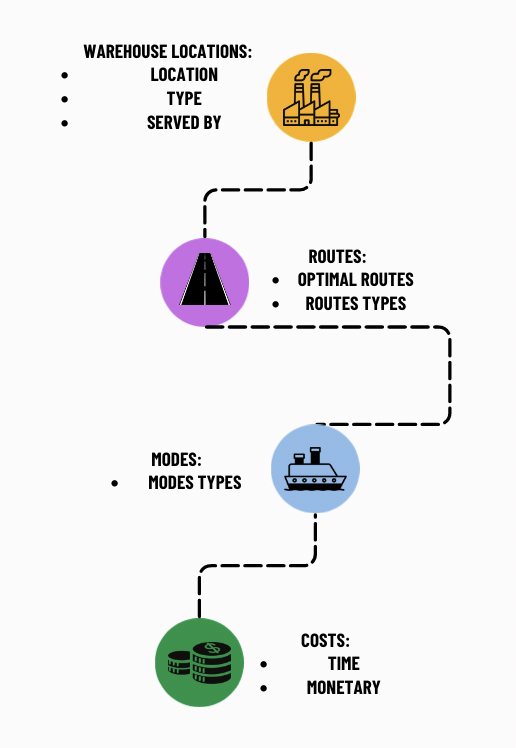 WAREHOUSE LOCATIONS:
• LOCATION
• TYPE
• SERVED BY
ROUTES:
• OPTIMAL ROUTES
• ROUTES TYPES
MODES:
• MODES TYPES
$
COSTS:
• TIME
• MONETARY